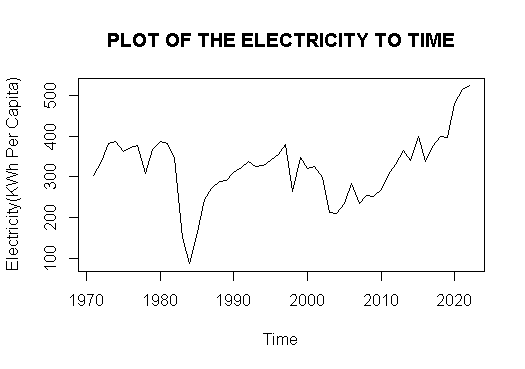 PLOT OF THE ELECTRICITY TO TIME
Electricity(KWh Per Capita)
500
400
300
200
100
1970 1980 1990 2000 2010 2020
Time